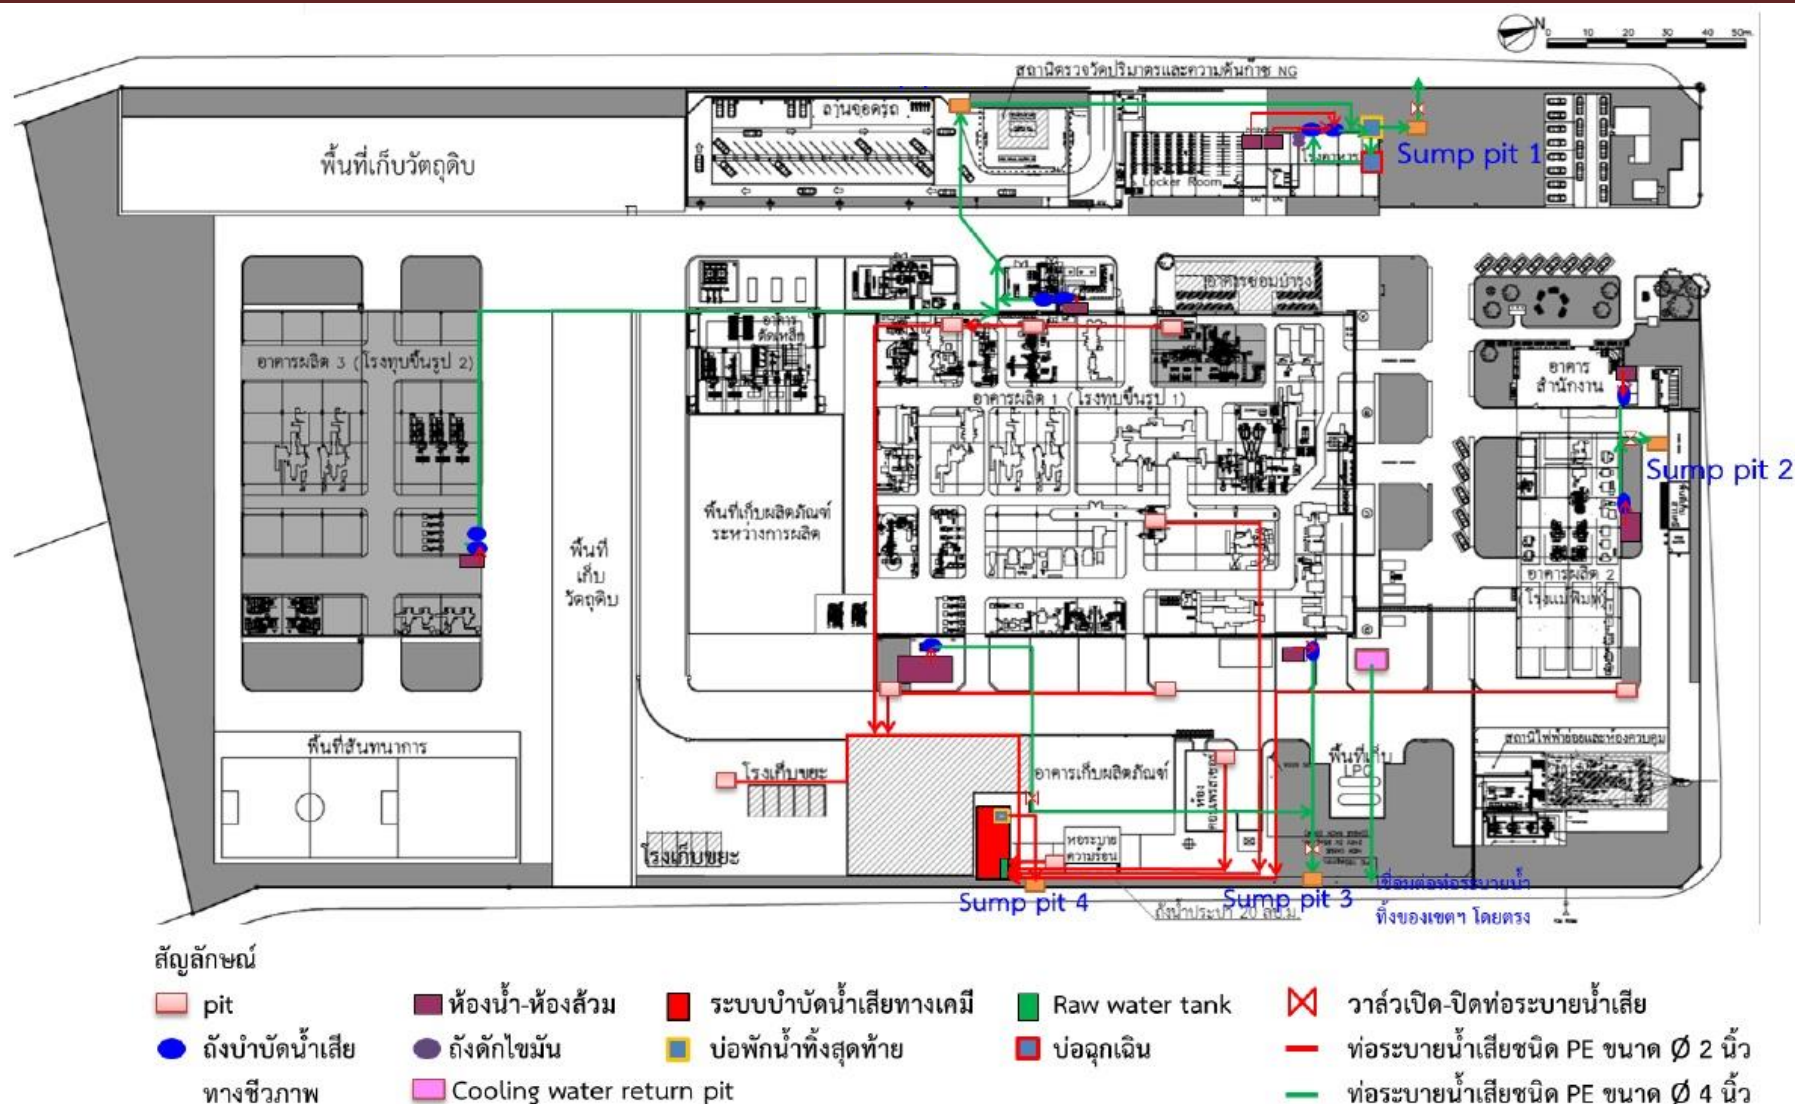 N
0 10 20 30 40 50m.
สถานีตรวจวัดปริมาตรและความดันก๊าซ NG
ลานจอดรถ
พื้นที่เก็บวัตถุดิบ
โรงอาหาร
Sump pit 1
Locker Room
อาคารซ่อมบำรุง
อาคาร
ตัดเหล็ก
อาคารผลิต 3 (โรงทุบขึ้นรูป 2)
อาคาร
สำนักงาน
อาคารผลิต 1 (โรงทุบขึ้นรูป 1)
Sump pit 2
พื้นที่เก็บผลิตภัณฑ์
ระหว่างการผลิต
พื้นที่
เก็บ
วัตถุดิบ
อาคารผลิต 2
โรงแม่พิมพ์
พื้นที่สันทนาการ
สถานีไฟฟ้าย่อยและห้องควบคุม
โรงเก็บขยะ
อาคารเก็บผลิตภัณฑ์
พื้นที่เก็บ
LPG
หอระบาย
ความร้อน
โรงเก็บขยะ
Sump pit 4
Sump pit 3
ถังน้ำประปา 20 ลบ.ม.
เชื่อมต่อท่อระบายน้ำ
ทิ้งของเขตฯ โดยตรง
สัญลักษณ์
pit
ห้องน้ำ-ห้องส้วม
ระบบบำบัดน้ำเสียทางเคมี
Raw water tank
วาล์วเปิด-ปิดท่อระบายน้ำเสีย
ถังบำบัดน้ำเสีย
ทางชีวภาพ
ถังดักไขมัน
บ่อพักน้ำทิ้งสุดท้าย
บ่อฉุกเฉิน
ท่อระบายน้ำเสียชนิด PE ขนาด Ø 2 นิ้ว
Cooling water return pit
ท่อระบายน้ำเสียชนิด PE ขนาด Ø 4 นิ้ว